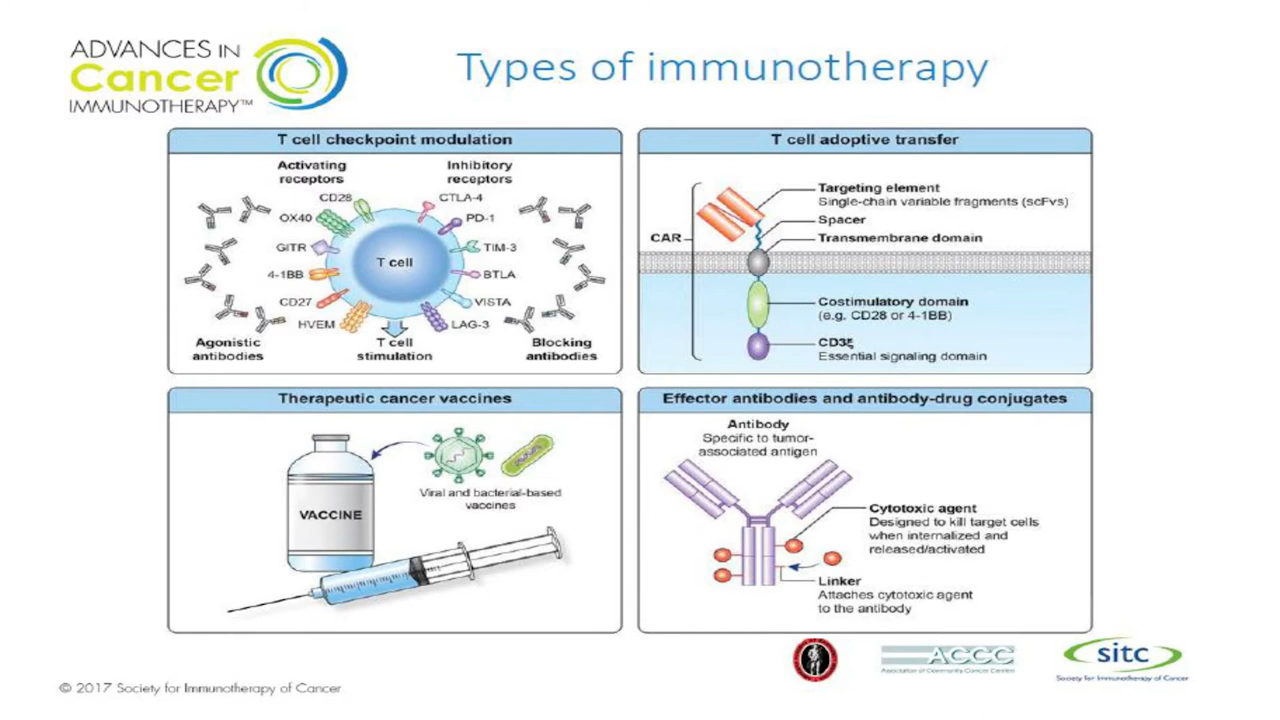 ADVANCES IN
Cancer
IMMUNOTHERAPY™
Types of immunotherapy
T cell checkpoint modulation
Activating
receptors
Inhibitory
receptors
CD28
CTLA-4
OX40
PD-1
GITR
TIM-3
T cell
4-1BB
BTLA
CD27
VISTA
HVEM
LAG-3
Agonistic
antibodies
T cell
stimulation
Blocking
antibodies
T cell adoptive transfer
Targeting element
Single-chain variable fragments (scFvs)
Spacer
CAR
Transmembrane domain
Costimulatory domain
(e.g. CD28 or 4-1BB)
CD3ξ
Essential signaling domain
Therapeutic cancer vaccines
Viral and bacterial-based
vaccines
VACCINE
Effector antibodies and antibody-drug conjugates
Antibody
Specific to tumor-
associated antigen
Cytotoxic agent
Designed to kill target cells
when internalized and
released/activated
Linker
Attaches cytotoxic agent
to the antibody
ACCC
Association of Community Cancer Centers
sitc
Society for Immunotherapy of Cancer
© 2017 Society for Immunotherapy of Cancer